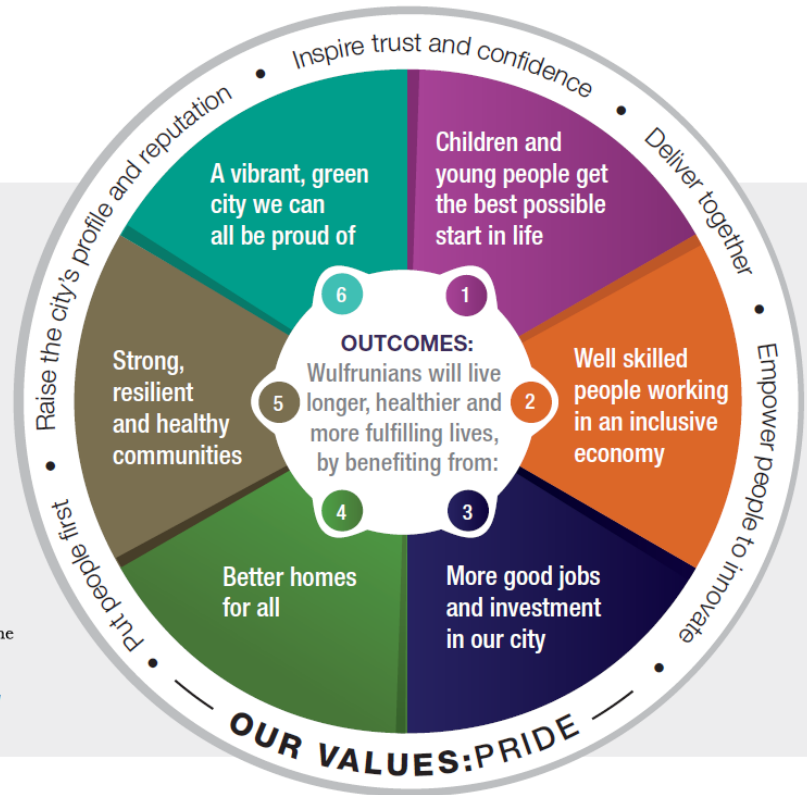 Put people first • Raise the city's profile and reputation • Inspire trust and confidence • Deliver together • Empower people to innovate •
Children and
young people get
the best possible
start in life
A vibrant, green
city we can
all be proud of
6
1
OUTCOMES:
Wulfrunians will live
longer, healthier and
more fulfilling lives,
by benefiting from:
5
2
4
3
Strong,
resilient
and healthy
communities
Well skilled
people working
in an inclusive
economy
Better homes
for all
More good jobs
and investment
in our city
OUR VALUES:PRIDE